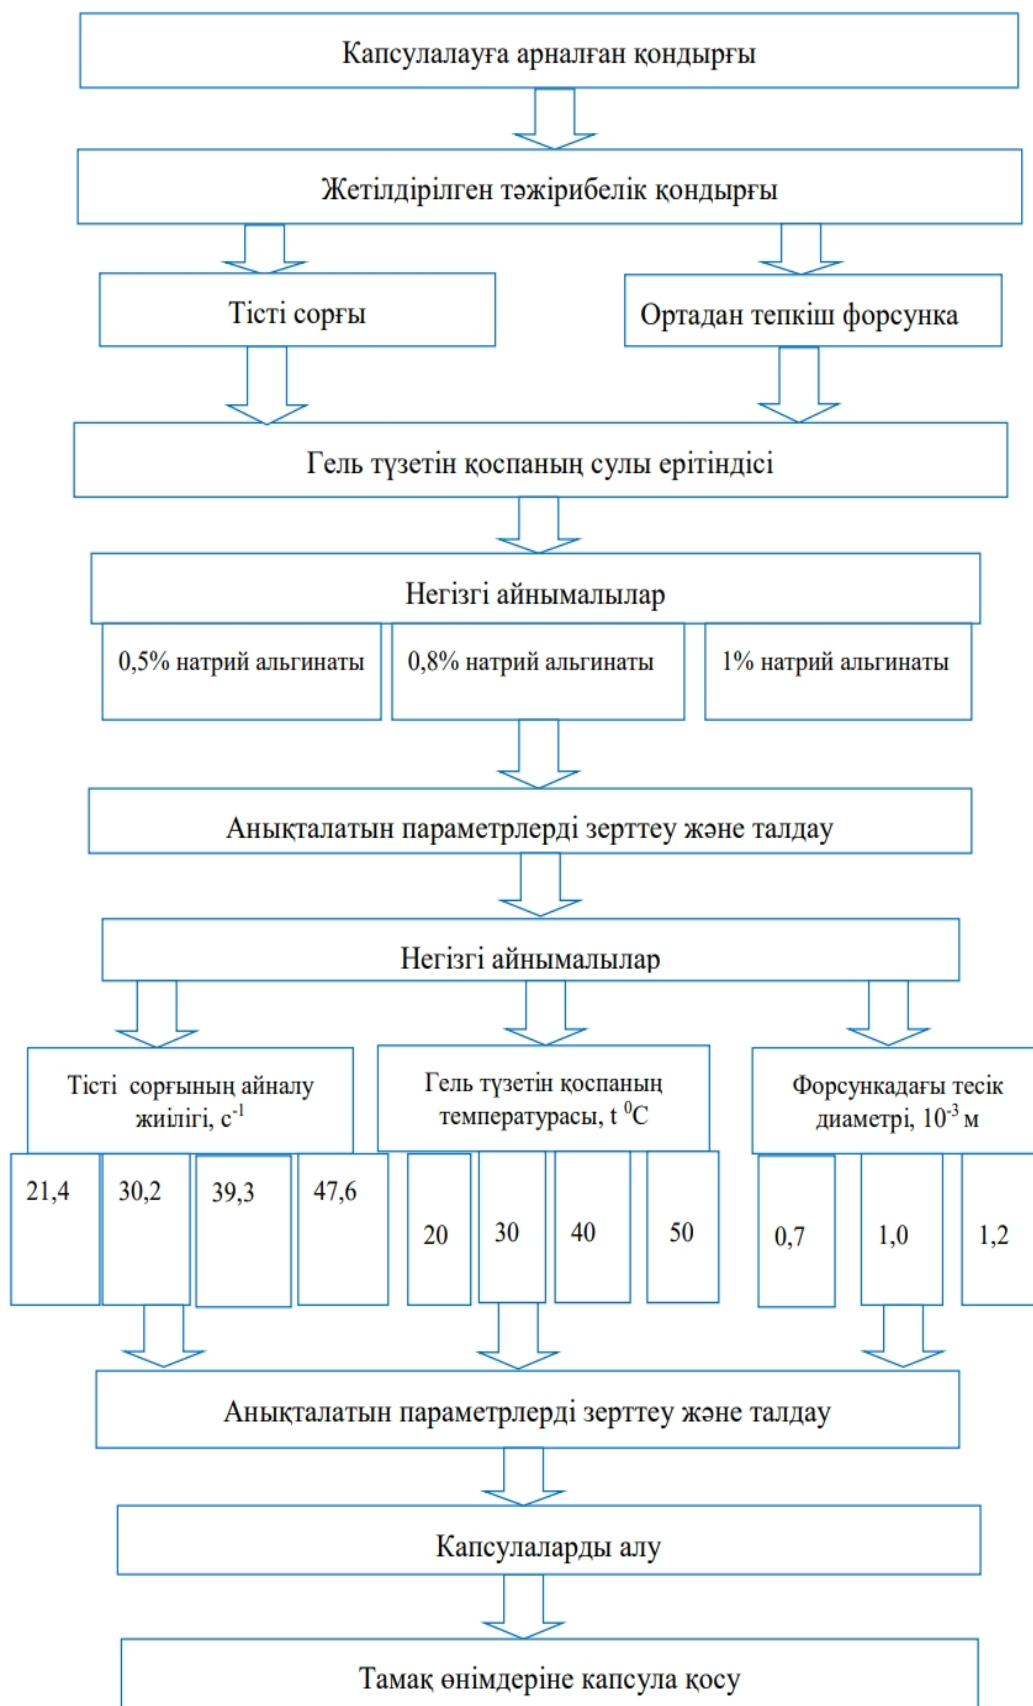 Капсулалауға арналған қондырғы
Жетілдірілген тәжірибелік қондырғы
Тісті сорғы
Ортадан тепкіш форсунка
Гель түзетін қоспаның сулы ерітіндісі
Негізгі айнымалылар
0,5% натрий альгинаты
0,8% натрий альгинаты
1% натрий альгинаты
Анықталатын параметрлерді зерттеу және талдау
Негізгі айнымалылар
Тісті сорғының айналу
жиілігі, с⁻¹
Гель түзетін қоспаның
температурасы, t ⁰С
Форсункадағы тесік
диаметрі, 10⁻³ м
21,4
30,2
39,3
47,6
20
30
40
50
0,7
1,0
1,2
Анықталатын параметрлерді зерттеу және талдау
Капсулаларды алу
Тамақ өнімдеріне капсула қосу